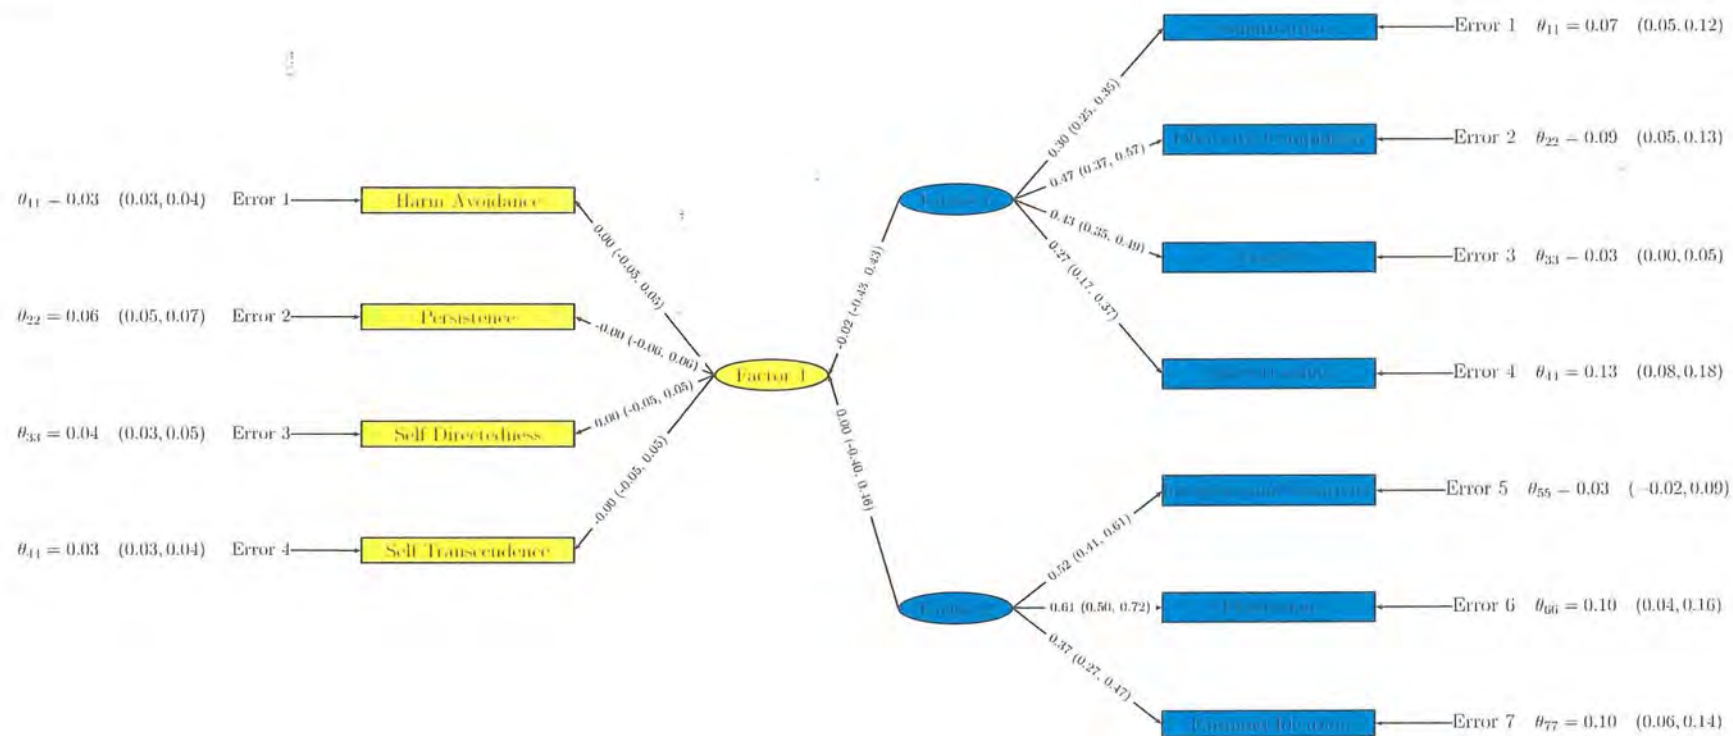 Error 1 θ₁₁ = 0.07 (0.05, 0.12)
0.30 (0.25, 0.35)
Error 2 θ₂₂ = 0.09 (0.05, 0.13)
0.47 (0.37, 0.57)
θ₁₁ = 0.03 (0.03, 0.04) Error 1
Harm Avoidance
0.00 (-0.05, 0.05)
-0.02 (-0.43, 0.43)
0.43 (0.35, 0.49)
Error 3 θ₃₃ = 0.03 (0.00, 0.05)
0.27 (0.17, 0.37)
θ₂₂ = 0.06 (0.05, 0.07) Error 2
Persistence
-0.00 (-0.06, 0.06)
Factor 1
Error 4 θ₄₄ = 0.13 (0.08, 0.18)
θ₃₃ = 0.04 (0.03, 0.05) Error 3
Self Directedness
0.00 (-0.05, 0.05)
0.00 (-0.40, 0.46)
Error 5 θ₅₅ = 0.03 (−0.02, 0.09)
0.52 (0.41, 0.61)
θ₄₄ = 0.03 (0.03, 0.04) Error 4
Self Transcendence
-0.00 (-0.05, 0.05)
0.61 (0.50, 0.72)
Error 6 θ₆₆ = 0.10 (0.04, 0.16)
0.37 (0.27, 0.47)
Paranoid Ideation
Error 7 θ₇₇ = 0.10 (0.06, 0.14)